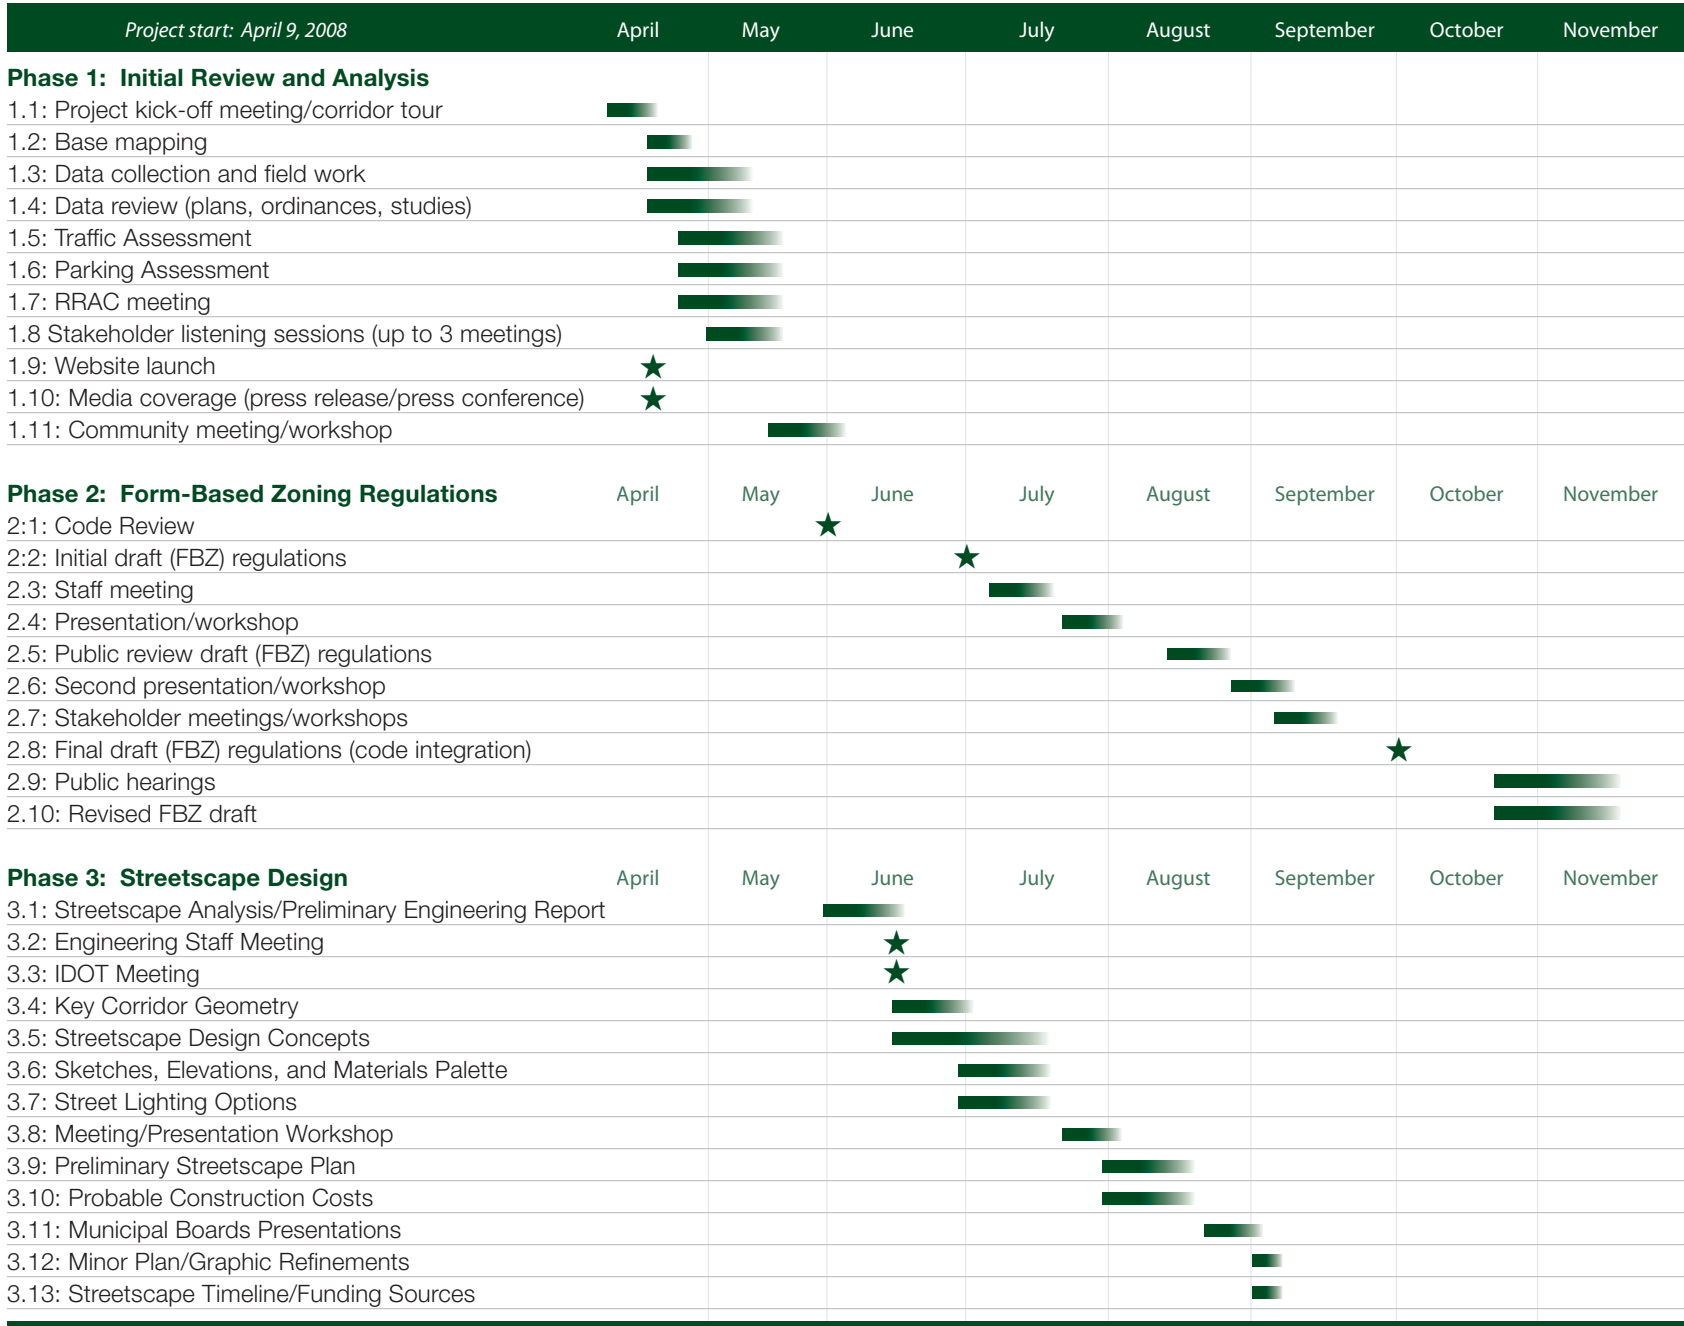 Project start: April 9, 2008 April May June July August September October November
Phase 1: Initial Review and Analysis
1.1: Project kick-off meeting/corridor tour
1.2: Base mapping
1.3: Data collection and field work
1.4: Data review (plans, ordinances, studies)
1.5: Traffic Assessment
1.6: Parking Assessment
1.7: RRAC meeting
1.8 Stakeholder listening sessions (up to 3 meetings)
1.9: Website launch
1.10: Media coverage (press release/press conference)
1.11: Community meeting/workshop
Phase 2: Form-Based Zoning Regulations April May June July August September October November
2:1: Code Review
2:2: Initial draft (FBZ) regulations
2.3: Staff meeting
2.4: Presentation/workshop
2.5: Public review draft (FBZ) regulations
2.6: Second presentation/workshop
2.7: Stakeholder meetings/workshops
2.8: Final draft (FBZ) regulations (code integration)
2.9: Public hearings
2.10: Revised FBZ draft
Phase 3: Streetscape Design April May June July August September October November
3.1: Streetscape Analysis/Preliminary Engineering Report
3.2: Engineering Staff Meeting
3.3: IDOT Meeting
3.4: Key Corridor Geometry
3.5: Streetscape Design Concepts
3.6: Sketches, Elevations, and Materials Palette
3.7: Street Lighting Options
3.8: Meeting/Presentation Workshop
3.9: Preliminary Streetscape Plan
3.10: Probable Construction Costs
3.11: Municipal Boards Presentations
3.12: Minor Plan/Graphic Refinements
3.13: Streetscape Timeline/Funding Sources